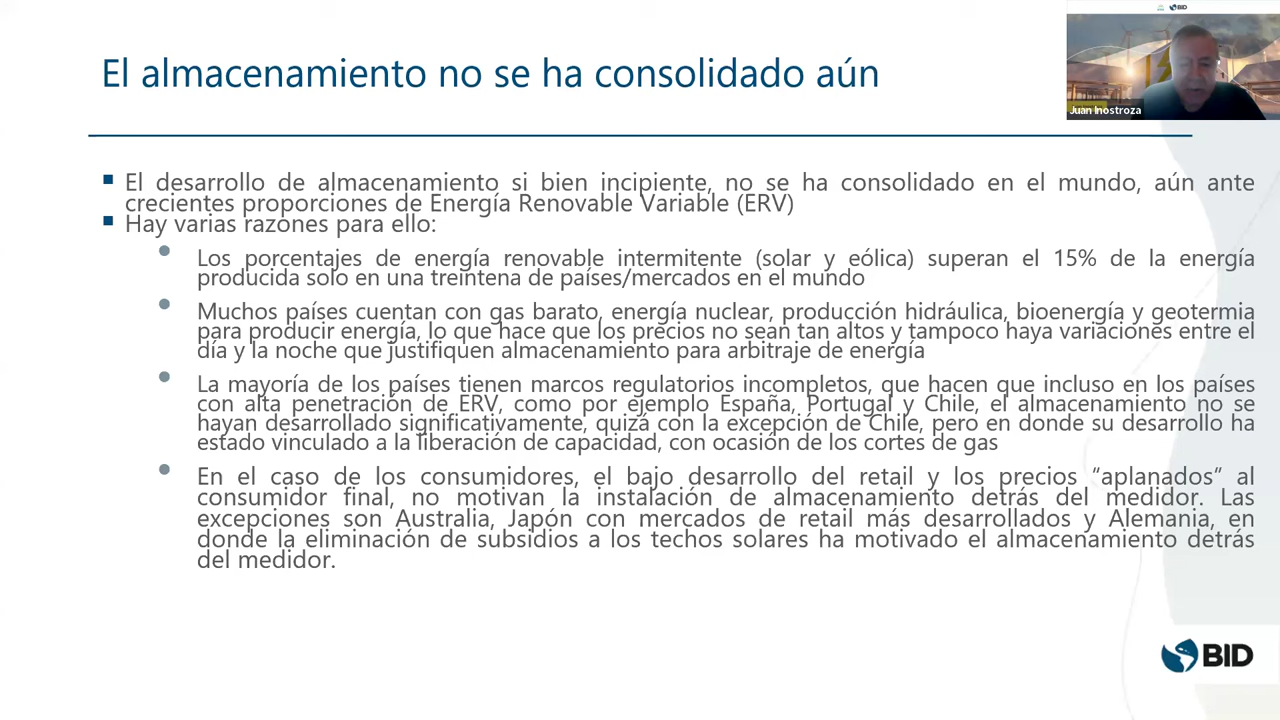 BID
Juan Inostroza
El almacenamiento no se ha consolidado aún
El desarrollo de almacenamiento si bien incipiente, no se ha consolidado en el mundo, aún ante
crecientes proporciones de Energía Renovable Variable (ERV)
Hay varias razones para ello:
Los porcentajes de energía renovable intermitente (solar y eólica) superan el 15% de la energía
producida solo en una treintena de países/mercados en el mundo
Muchos países cuentan con gas barato, energía nuclear, producción hidráulica, bioenergía y geotermia
para producir energía, lo que hace que los precios no sean tan altos y tampoco haya variaciones entre el
día y la noche que justifiquen almacenamiento para arbitraje de energía
La mayoría de los países tienen marcos regulatorios incompletos, que hacen que incluso en los países
con alta penetración de ERV, como por ejemplo España, Portugal y Chile, el almacenamiento no se
hayan desarrollado significativamente, quizá con la excepción de Chile, pero en donde su desarrollo ha
estado vinculado a la liberación de capacidad, con ocasión de los cortes de gas
En el caso de los consumidores, el bajo desarrollo del retail y los precios “aplanados” al
consumidor final, no motivan la instalación de almacenamiento detrás del medidor. Las
excepciones son Australia, Japón con mercados de retail más desarrollados y Alemania, en
donde la eliminación de subsidios a los techos solares ha motivado el almacenamiento detrás
del medidor.
BID